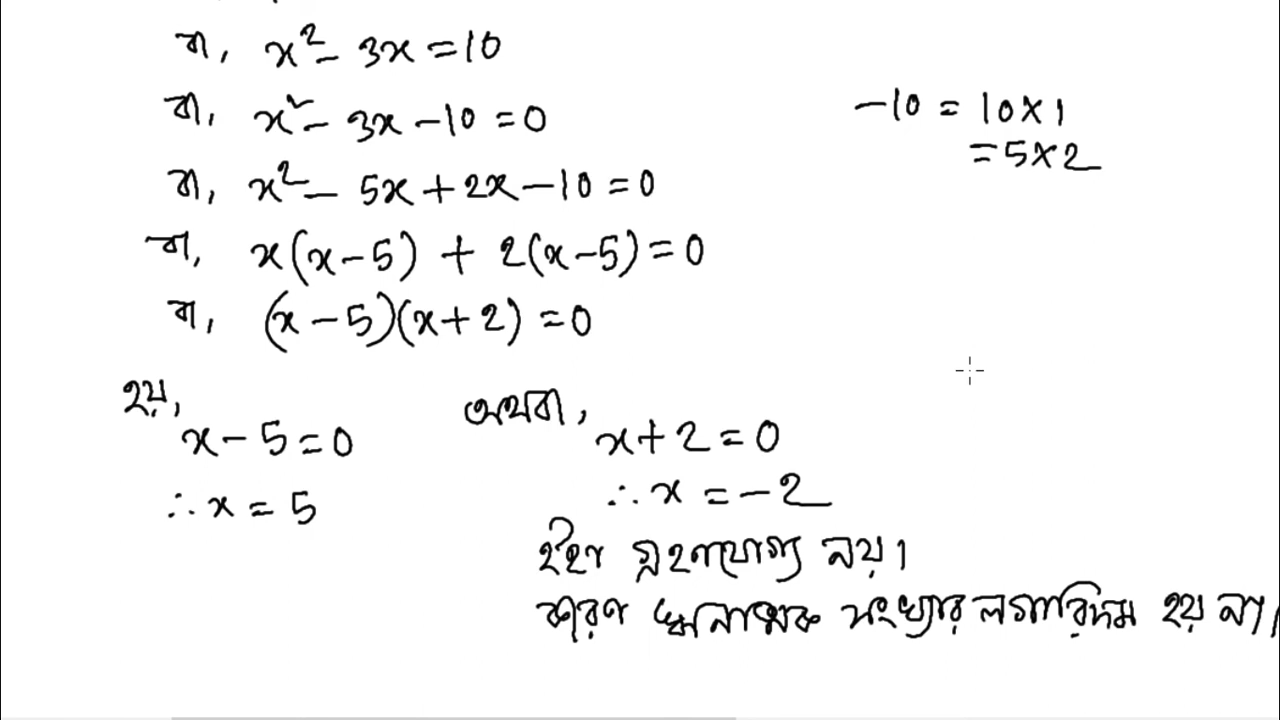 বা, x² - 3x = 10
বা, x² - 3x - 10 = 0
-10 = 10 × 1
= 5 × 2
বা, x² - 5x + 2x - 10 = 0
বা, x(x - 5) + 2(x - 5) = 0
বা, (x - 5)(x + 2) = 0
হয়,
x - 5 = 0
∴ x = 5
অথবা,
x + 2 = 0
∴ x = -2
ইহা গ্রহণযোগ্য নয়।
কারণ ঋনাত্মক সংখ্যার লগারিদম হয় না।